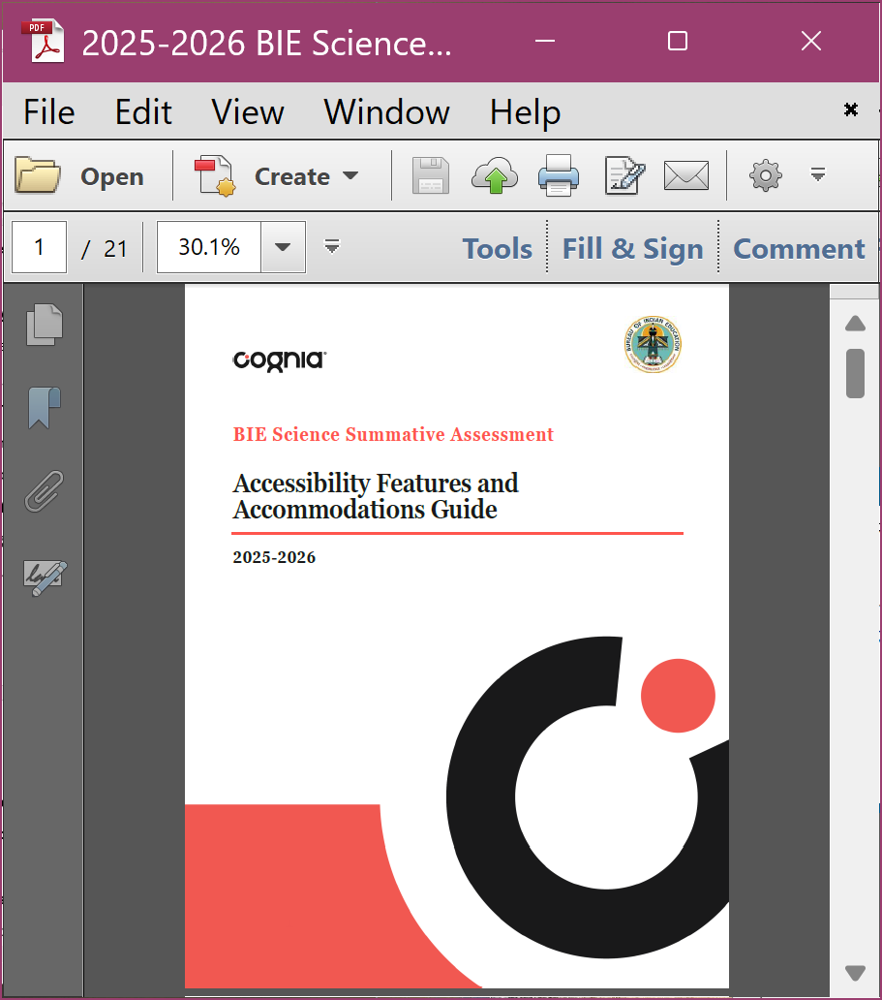 PDF
2025-2026 BIE Science...
File Edit View Window Help
Open Create
1 / 21 30.1% Tools Fill & Sign Comment
cognia
BUREAU OF INDIAN EDUCATION
BIE Science Summative Assessment
Accessibility Features and
Accommodations Guide
2025-2026